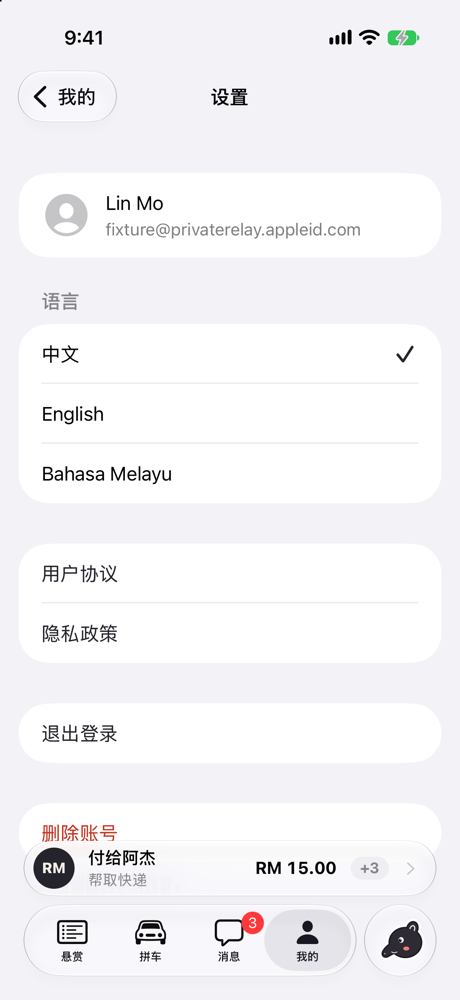 9:41
我的
设置
Lin Mo
fixture@privaterelay.appleid.com
语言
中文
English
Bahasa Melayu
用户协议
隐私政策
退出登录
删除账号
RM
付给阿杰
帮取快递
RM 15.00
+3
3
悬赏
拼车
消息
我的